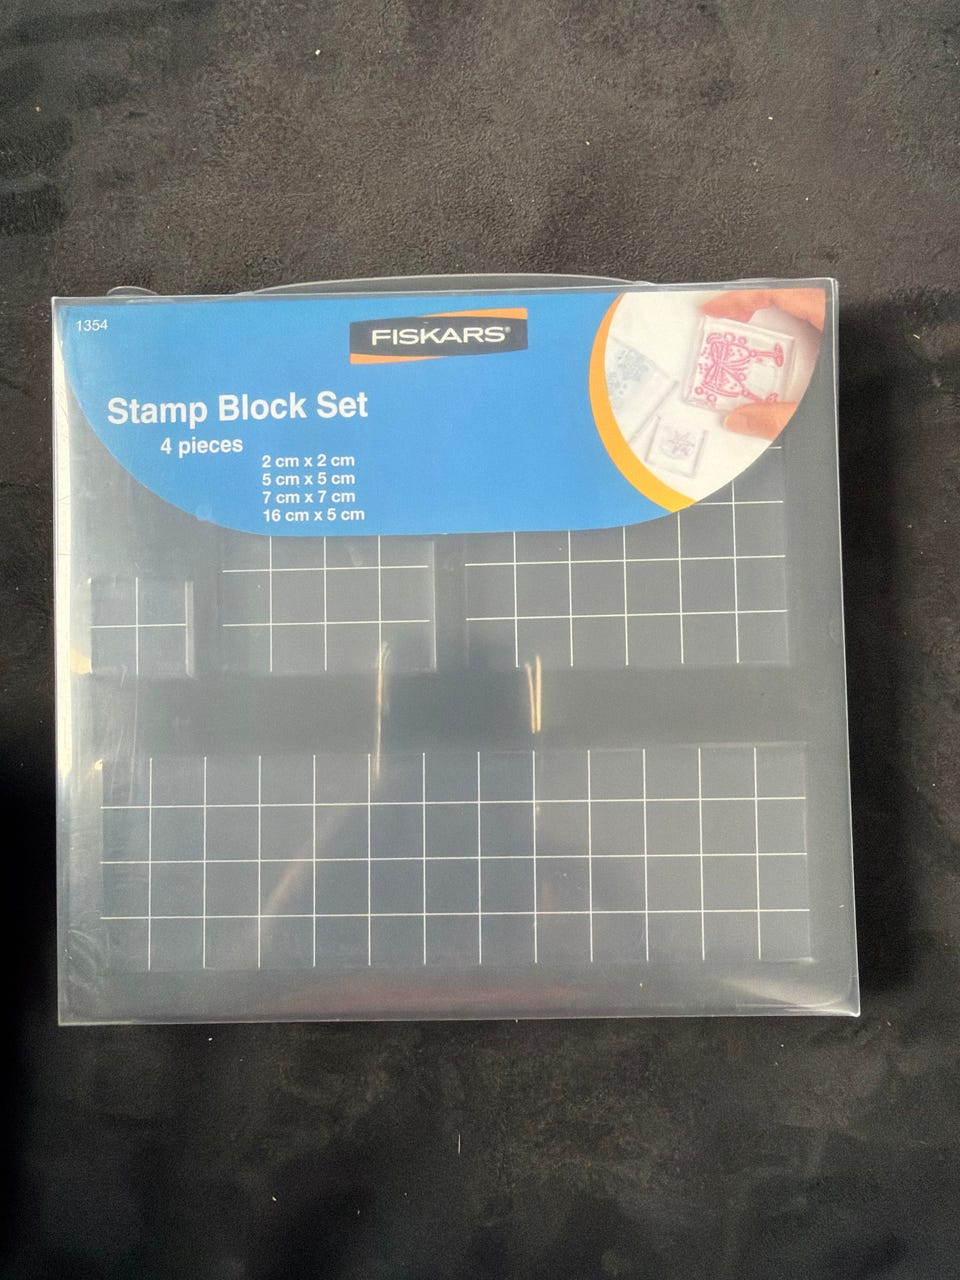 1354
FISKARS®
Stamp Block Set
4 pieces
2 cm x 2 cm
5 cm x 5 cm
7 cm x 7 cm
16 cm x 5 cm